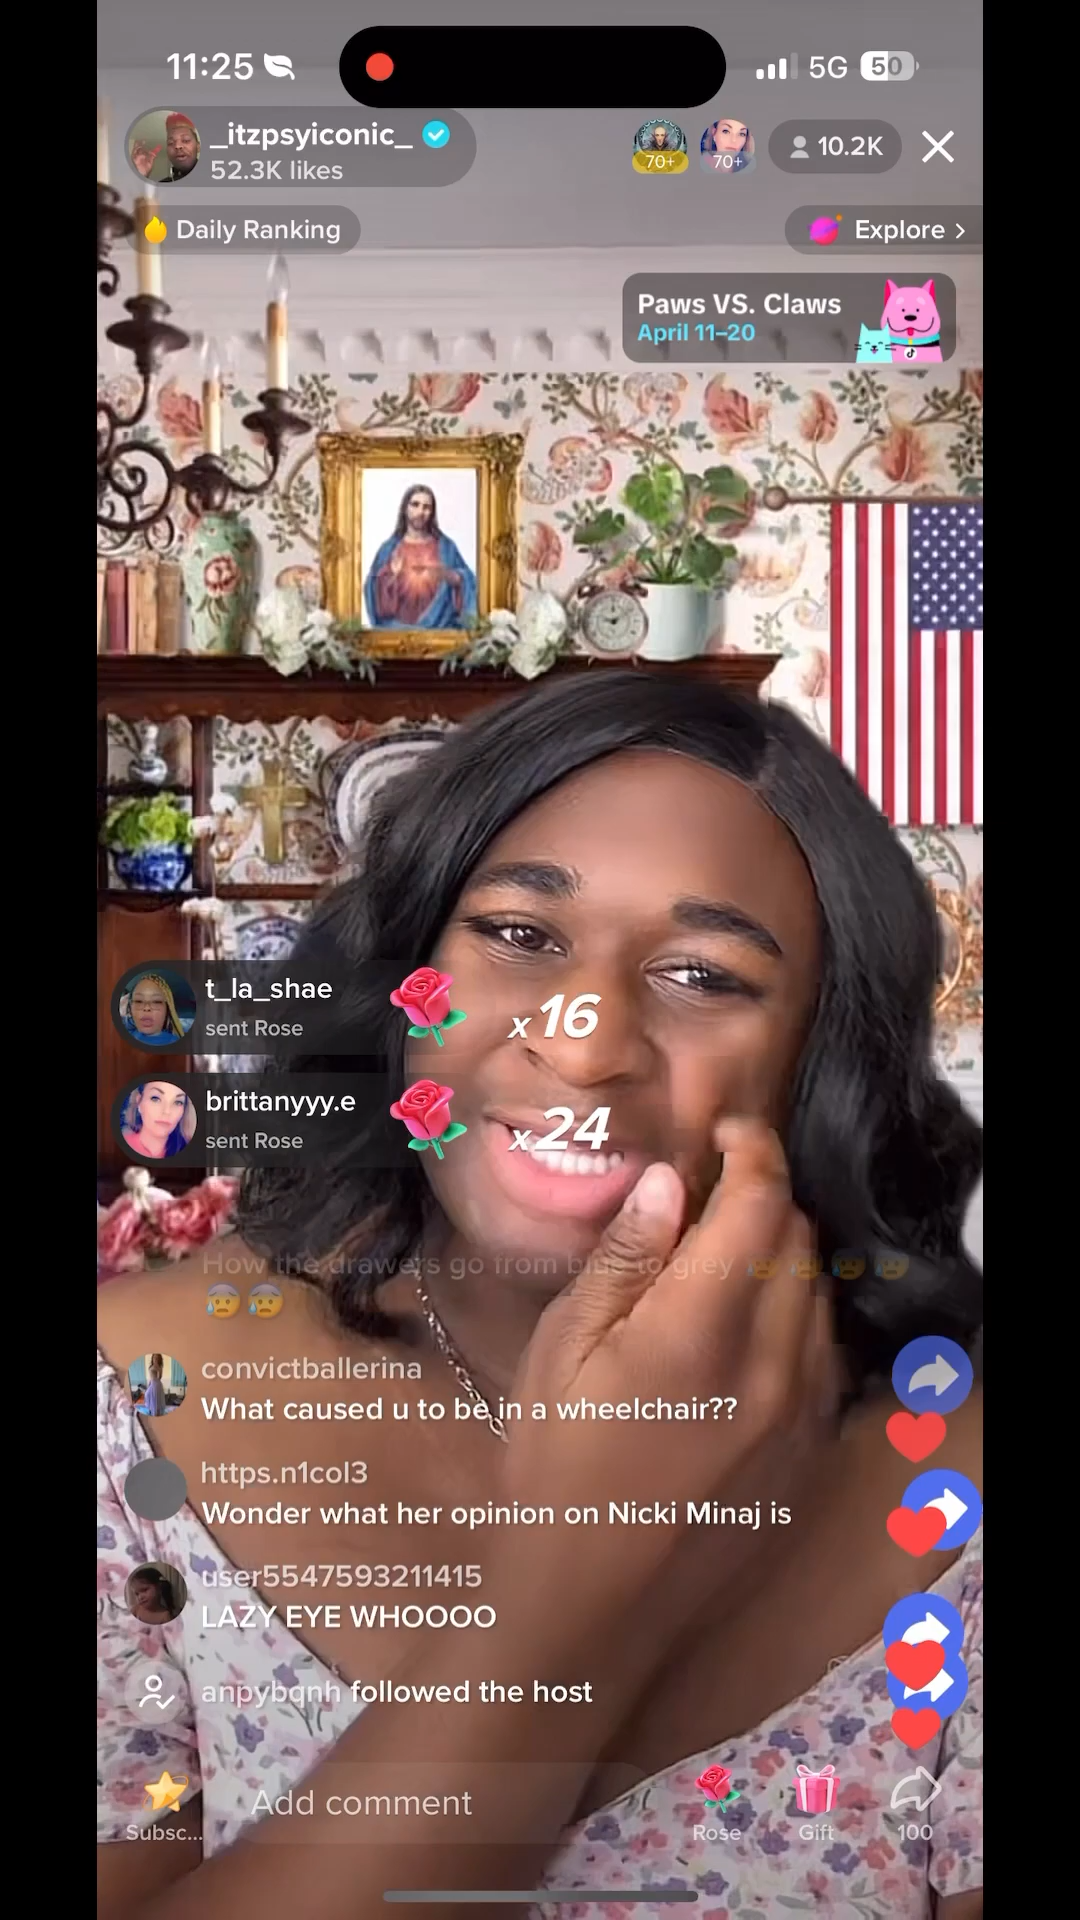 11:25
5G
50
_itzpsyiconic_
52.3K likes
70+
70+
10.2K
Daily Ranking
Explore >
Paws VS. Claws
April 11–20
t_la_shae
sent Rose
x16
brittanyyy.e
sent Rose
x24
How the drawers go from blue to grey 😰😰😰😰
😰😰
convictballerina
What caused u to be in a wheelchair??
https.n1col3
Wonder what her opinion on Nicki Minaj is
user5547593211415
LAZY EYE WHOOOO
anpybqnh followed the host
Add comment
Subsc...
Rose
Gift
100